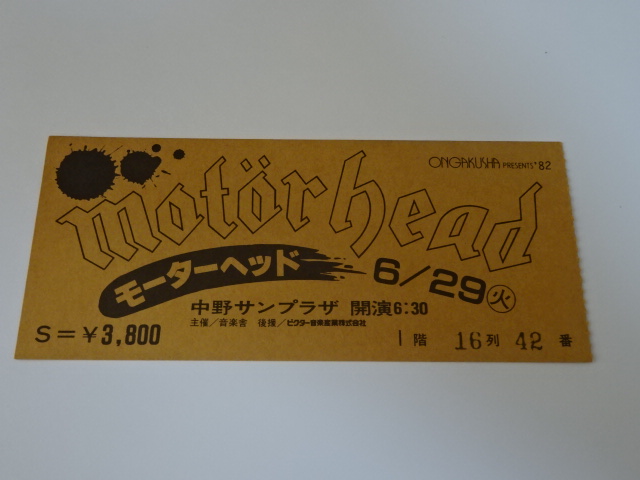 ONGAKUSHA PRESENTS '82
motörhead
モーターヘッド
6/29㊋
中野サンプラザ 開演6:30
主催/音楽舎 後援/ビクター音楽産業株式会社
S=¥3,800
1階 16列 42番